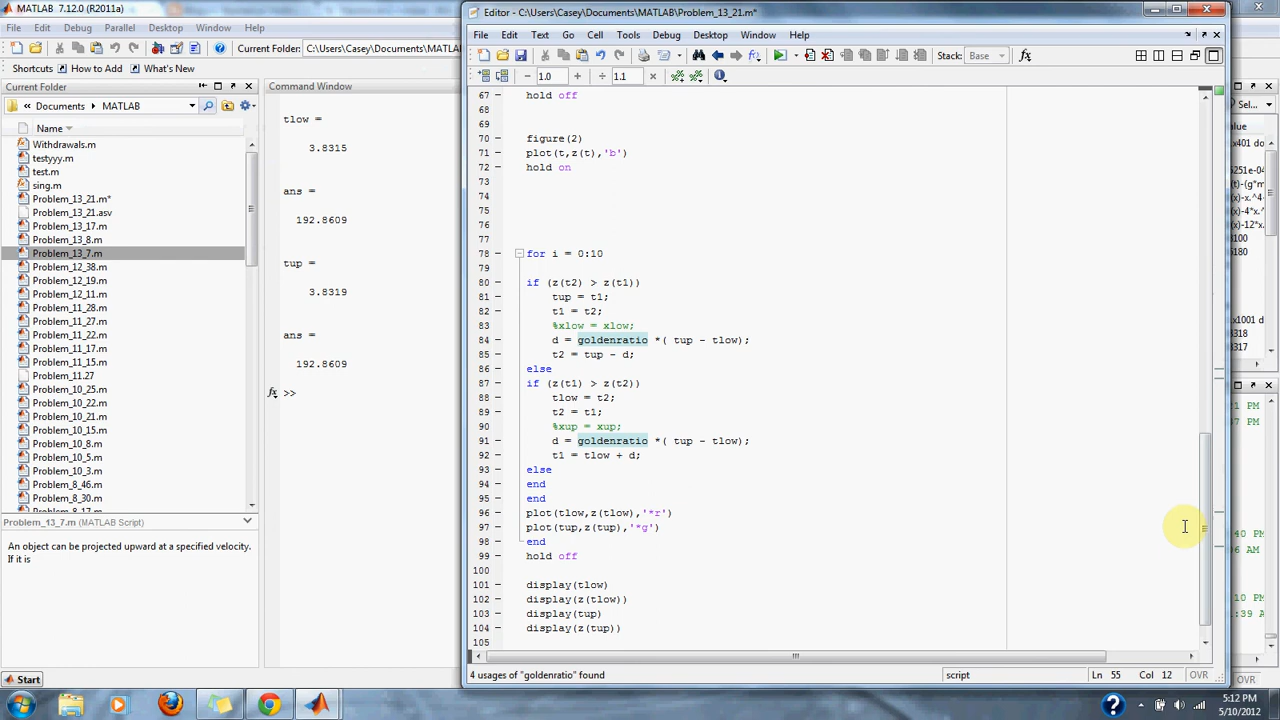 MATLAB 7.12.0 (R2011a)
File Edit Debug Parallel Desktop Window Help
Current Folder: C:\Users\Casey\Documents\MATLAB
Shortcuts How to Add What's New
Current Folder
Documents MATLAB
Name
Withdrawals.m
testyyy.m
test.m
sing.m
Problem_13_21.m*
Problem_13_21.asv
Problem_13_17.m
Problem_13_8.m
Problem_13_7.m
Problem_12_38.m
Problem_12_19.m
Problem_12_11.m
Problem_11_28.m
Problem_11_27.m
Problem_11_22.m
Problem_11_17.m
Problem_11_15.m
Problem_11.27
Problem_10_25.m
Problem_10_22.m
Problem_10_21.m
Problem_10_15.m
Problem_10_8.m
Problem_10_5.m
Problem_10_3.m
Problem_8_46.m
Problem_8_30.m
Problem_13_7.m (MATLAB Script)
An object can be projected upward at a specified velocity.
If it is
Start
Command Window
tlow =
3.8315
ans =
192.8609
tup =
3.8319
ans =
192.8609
fx >>
Editor - C:\Users\Casey\Documents\MATLAB\Problem_13_21.m*
File Edit Text Go Cell Tools Debug Desktop Window Help
Stack: Base fx
− 1.0 + ÷ 1.1 ×
67 − hold off
68
69
70 − figure(2)
71 − plot(t,z(t),'b')
72 − hold on
73
74
75
76
77
78 − for i = 0:10
79
80 − if (z(t2) > z(t1))
81 − tup = t1;
82 − t1 = t2;
83 %xlow = xlow;
84 − d = goldenratio *( tup - tlow);
85 − t2 = tup - d;
86 − else
87 − if (z(t1) > z(t2))
88 − tlow = t2;
89 − t2 = t1;
90 %xup = xup;
91 − d = goldenratio *( tup - tlow);
92 − t1 = tlow + d;
93 − else
94 − end
95 − end
96 − plot(tlow,z(tlow),'*r')
97 − plot(tup,z(tup),'*g')
98 − end
99 − hold off
100
101 − display(tlow)
102 − display(z(tlow))
103 − display(tup)
104 − display(z(tup))
105
4 usages of "goldenratio" found script Ln 55 Col 12 OVR
Sel...
OVR
5:12 PM
5/10/2012